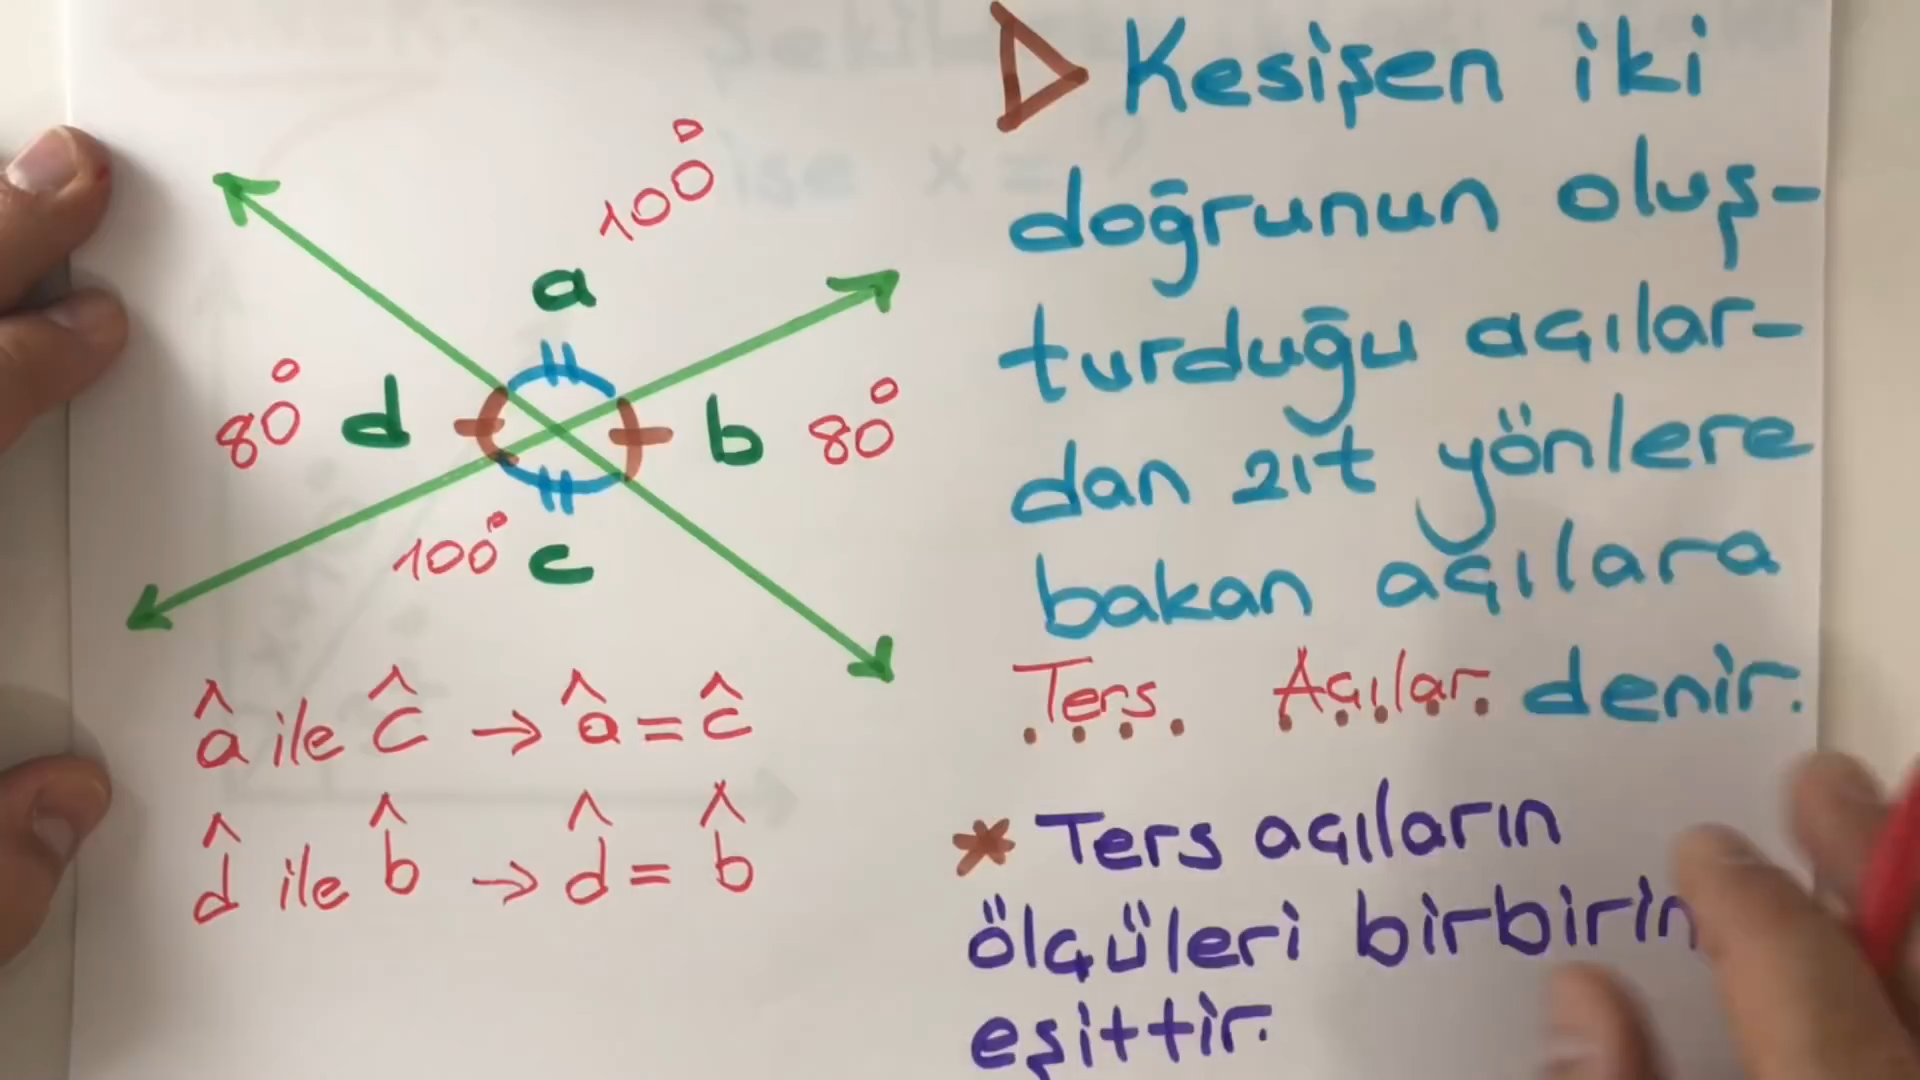 100°
a
80° d
b 80°
100° c
â ile ĉ → â = ĉ
d̂ ile b̂ → d̂ = b̂
Kesişen iki
doğrunun oluş-
turduğu açılar-
dan zıt yönlere
bakan açılara
Ters Açılar denir.
* Ters açıların
ölçüleri
eşittir.